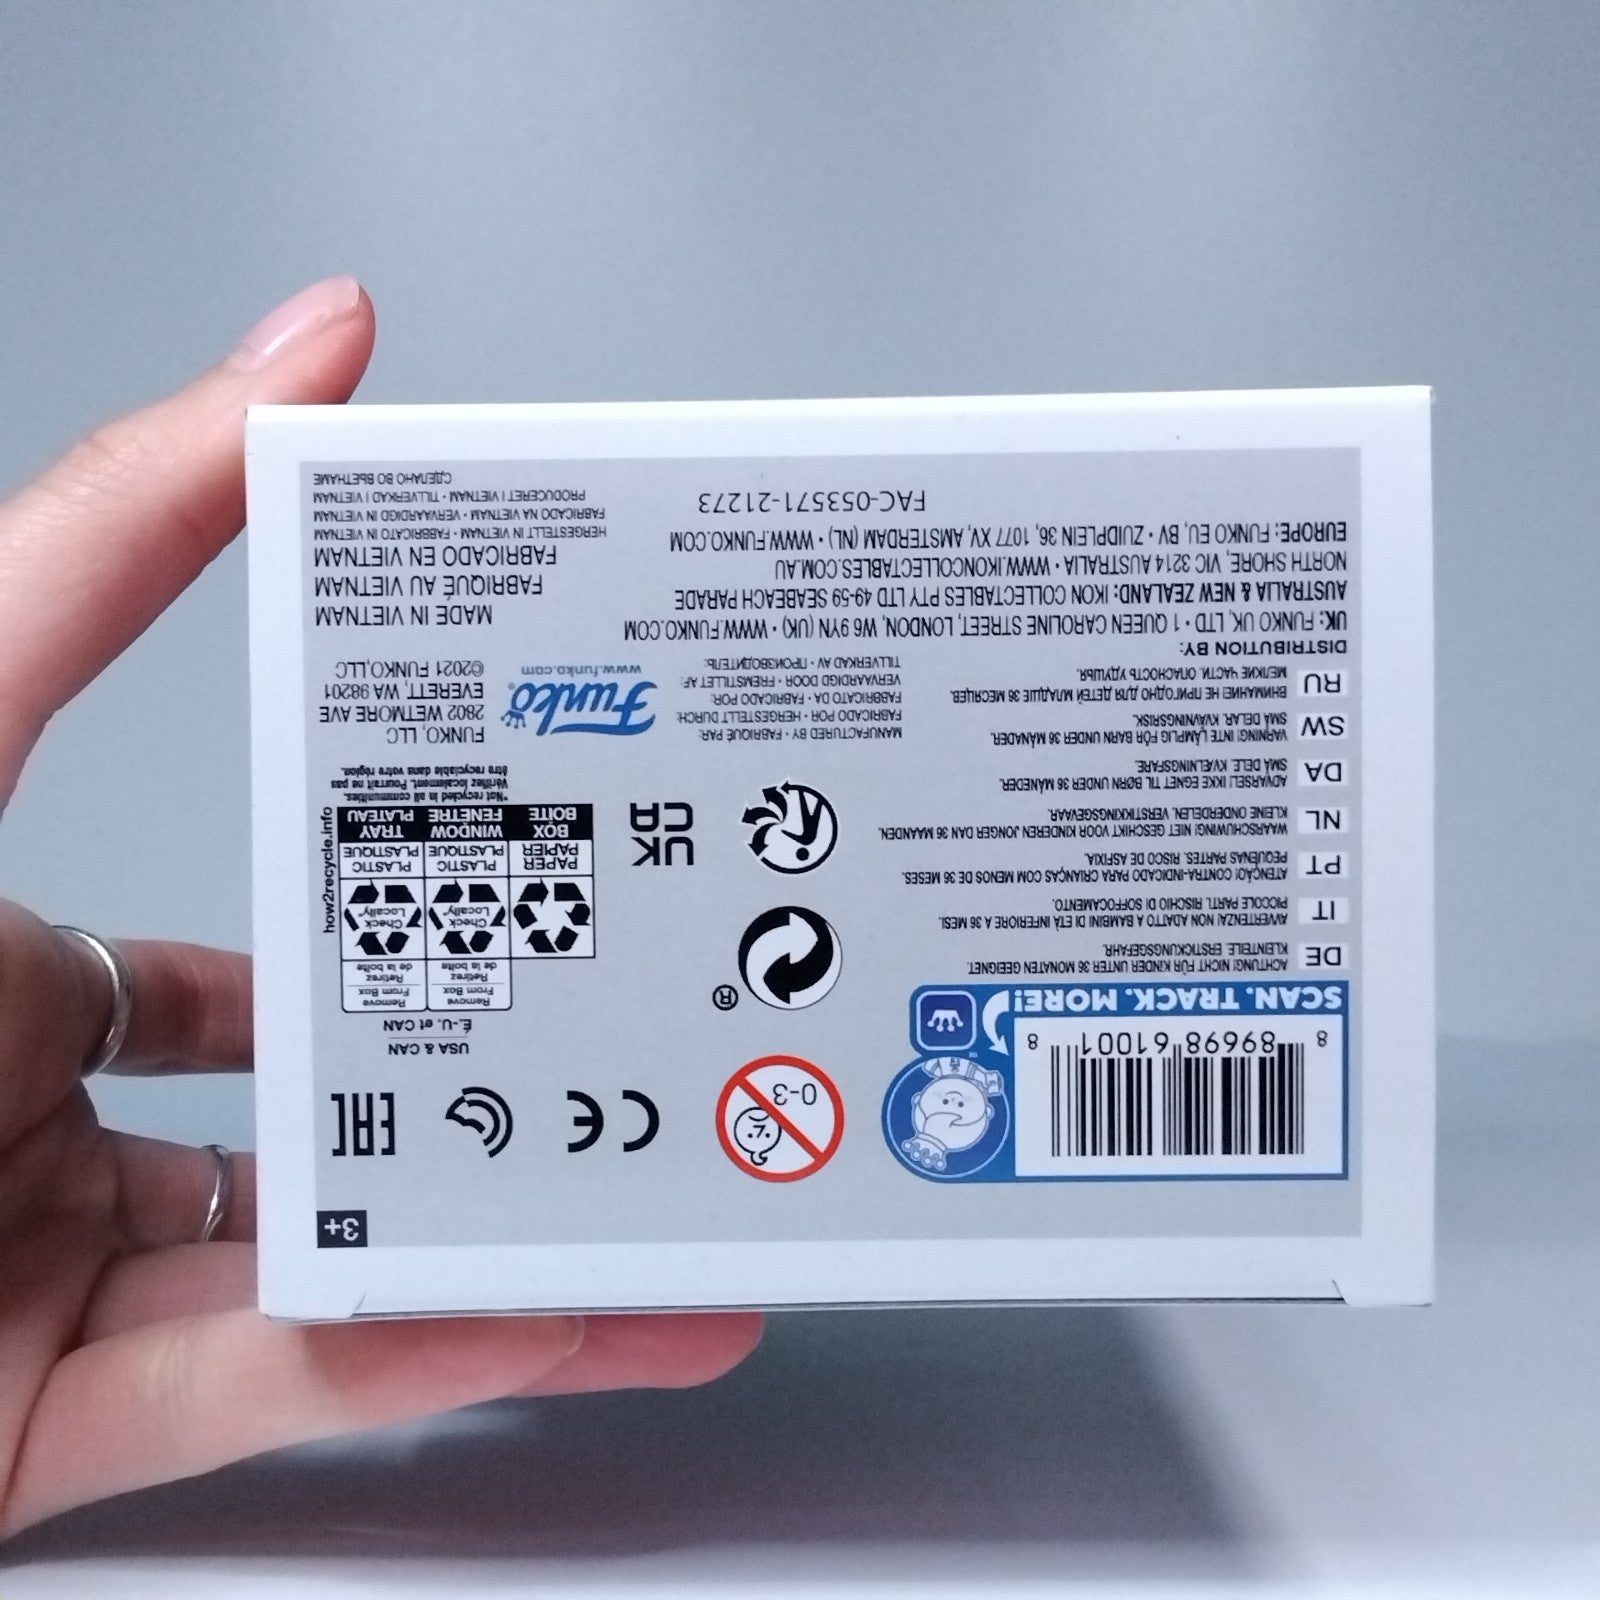 3+
8 89698 61001 8
SCAN. TRACK. MORE!
0-3
CE
EAC
USA & CAN
É.-U. et CAN
Remove
From Box
Retirez
de la boîte
Remove
From Box
Retirez
de la boîte
Check
Locally*
Check
Locally*
PAPER
PAPIER
BOX
BOÎTE
PLASTIC
PLASTIQUE
WINDOW
FENÊTRE
PLASTIC
PLASTIQUE
TRAY
PLATEAU
*Not recycled in all communities.
Vérifiez localement. Pourrait ne pas
être recyclable dans votre région.
how2recycle.info
®
UK
CA
DE ACHTUNG! NICHT FÜR KINDER UNTER 36 MONATEN GEEIGNET.
KLEINTEILE. ERSTICKUNGSGEFAHR.
IT AVVERTENZA! NON ADATTO A BAMBINI DI ETÀ INFERIORE A 36 MESI.
PICCOLE PARTI. RISCHIO DI SOFFOCAMENTO.
PT ATENÇÃO! CONTRA-INDICADO PARA CRIANÇAS COM MENOS DE 36 MESES.
PEQUENAS PARTES. RISCO DE ASFIXIA.
NL WAARSCHUWING! NIET GESCHIKT VOOR KINDEREN JONGER DAN 36 MAANDEN.
KLEINE ONDERDELEN. VERSTIKKINGSGEVAAR.
DA ADVARSEL! IKKE EGNET TIL BØRN UNDER 36 MÅNEDER.
SMÅ DELE. KVÆLNINGSFARE.
SW VARNING! INTE LÄMPLIG FÖR BARN UNDER 36 MÅNADER.
SMÅ DELAR. KVÄVNINGSRISK.
RU ВНИМАНИЕ! НЕ ПРИГОДНО ДЛЯ ДЕТЕЙ МЛАДШЕ 36 МЕСЯЦЕВ.
МЕЛКИЕ ЧАСТИ. ОПАСНОСТЬ УДУШЬЯ.
MANUFACTURED BY • FABRIQUÉ PAR:
FABRICADO POR • HERGESTELLT DURCH:
FABBRICATO DA • FABRICADO POR:
VERVAARDIGD DOOR • FREMSTILLET AF:
TILLVERKAD AV • ПРОИЗВОДИТЕЛЬ:
Funko®
www.funko.com
FUNKO, LLC
2802 WETMORE AVE
EVERETT, WA 98201
©2021 FUNKO,LLC
DISTRIBUTION BY:
UK: FUNKO UK, LTD • 1 QUEEN CAROLINE STREET, LONDON, W6 9YN (UK) • WWW.FUNKO.COM
AUSTRALIA & NEW ZEALAND: IKON COLLECTABLES PTY LTD 49-59 SEABEACH PARADE
NORTH SHORE, VIC 3214 AUSTRALIA • WWW.IKONCOLLECTABLES.COM.AU
EUROPE: FUNKO EU, BV • ZUIDPLEIN 36, 1077 XV, AMSTERDAM (NL) • WWW.FUNKO.COM
FAC-053571-21273
MADE IN VIETNAM
FABRIQUÉ AU VIETNAM
FABRICADO EN VIETNAM
HERGESTELLT IN VIETNAM • FABBRICATO IN VIETNAM
FABRICADO NA VIETNAM • VERVAARDIGD IN VIETNAM
PRODUCERET I VIETNAM • TILLVERKAD I VIETNAM
СДЕЛАНО ВО ВЬЕТНАМЕ